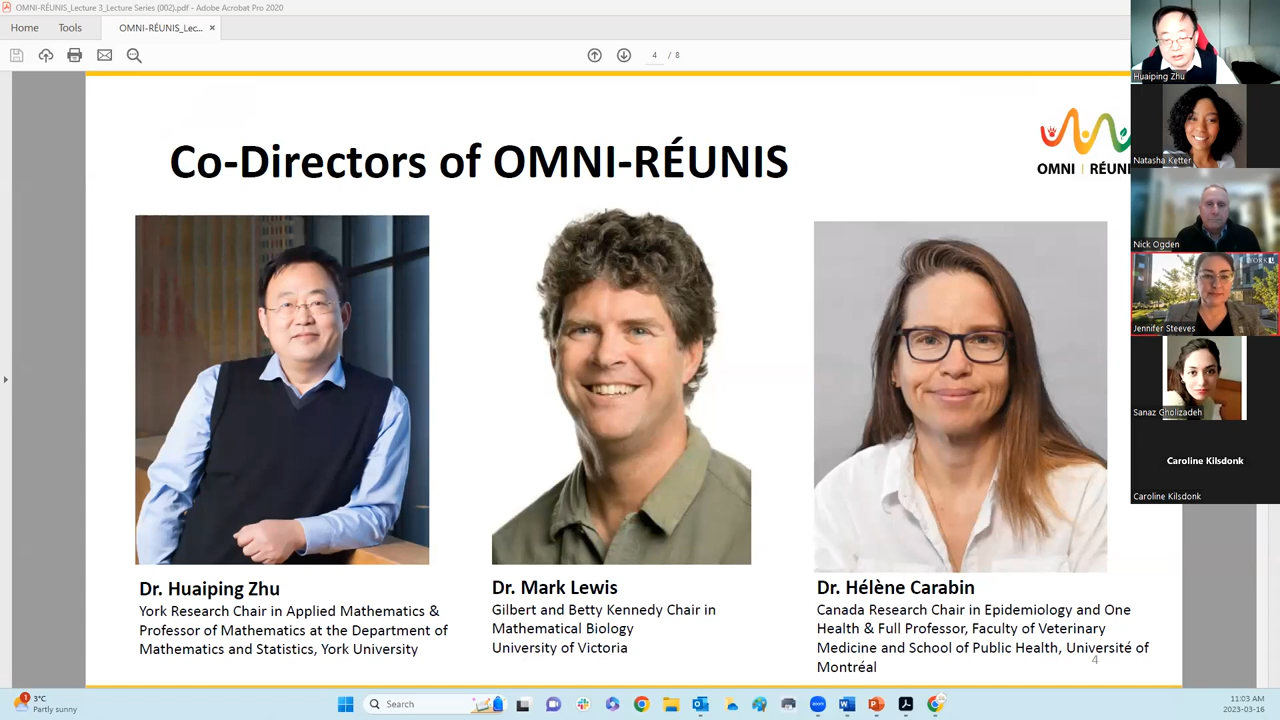 OMNI-RÉUNIS_Lecture 3_Lecture Series (002).pdf - Adobe Acrobat Pro 2020
Home
Tools
OMNI-RÉUNIS_Lec...
4 / 8
Co-Directors of OMNI-RÉUNIS
OMNI | RÉUNI
Dr. Huaiping Zhu
York Research Chair in Applied Mathematics &
Professor of Mathematics at the Department of
Mathematics and Statistics, York University
Dr. Mark Lewis
Gilbert and Betty Kennedy Chair in
Mathematical Biology
University of Victoria
Dr. Hélène Carabin
Canada Research Chair in Epidemiology and One
Health & Full Professor, Faculty of Veterinary
Medicine and School of Public Health, Université de
Montréal
4
Huaiping Zhu
Natasha Ketter
Nick Ogden
YORK U
Jennifer Steeves
Sanaz Gholizadeh
Caroline Kilsdonk
Caroline Kilsdonk
1
3°C
Partly sunny
Search
zoom
11:03 AM
2023-03-16